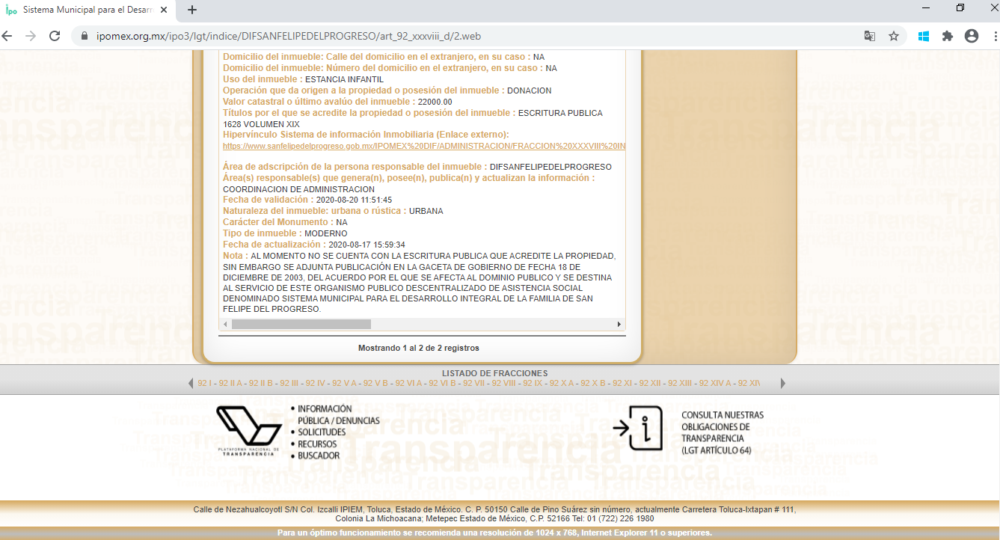 ipo Sistema Municipal para el Desarr
ipomex.org.mx/ipo3/lgt/indice/DIFSANFELIPEDELPROGRESO/art_92_xxxviii_d/2.web
Domicilio del inmueble: Calle del domicilio en el extranjero, en su caso : NA
Domicilio del inmueble: Número del domicilio en el extranjero, en su caso : NA
Uso del inmueble : ESTANCIA INFANTIL
Operación que da origen a la propiedad o posesión del inmueble : DONACION
Valor catastral o último avalúo del inmueble : 22000.00
Títulos por el que se acredite la propiedad o posesión del inmueble : ESCRITURA PUBLICA
1628 VOLUMEN XIX
Hipervínculo Sistema de información Inmobiliaria (Enlace externo):
https://www.sanfelipedelprogreso.gob.mx/IPOMEX%20DIF/ADMINISTRACION/FRACCION%20XXXVIII%20IN
Área de adscripción de la persona responsable del inmueble : DIFSANFELIPEDELPROGRESO
Área(s) responsable(s) que genera(n), posee(n), publica(n) y actualizan la información :
COORDINACION DE ADMINISTRACION
Fecha de validación : 2020-08-20 11:51:45
Naturaleza del inmueble: urbana o rústica : URBANA
Carácter del Monumento : NA
Tipo de inmueble : MODERNO
Fecha de actualización : 2020-08-17 15:59:34
Nota : AL MOMENTO NO SE CUENTA CON LA ESCRITURA PUBLICA QUE ACREDITE LA PROPIEDAD,
SIN EMBARGO SE ADJUNTA PUBLICACIÓN EN LA GACETA DE GOBIERNO DE FECHA 18 DE
DICIEMBRE DE 2003, DEL ACUERDO POR EL QUE SE AFECTA AL DOMINIO PUBLICO Y SE DESTINA
AL SERVICIO DE ESTE ORGANISMO PUBLICO DESCENTRALIZADO DE ASISTENCIA SOCIAL
DENOMINADO SISTEMA MUNICIPAL PARA EL DESARROLLO INTEGRAL DE LA FAMILIA DE SAN
FELIPE DEL PROGRESO.
Mostrando 1 al 2 de 2 registros
LISTADO DE FRACCIONES
92 I - 92 II A - 92 II B - 92 III - 92 IV - 92 V A - 92 V B - 92 VI A - 92 VI B - 92 VII - 92 VIII - 92 IX - 92 X A - 92 X B - 92 XI - 92 XII - 92 XIII - 92 XIV A - 92 XIV
PLATAFORMA NACIONAL DE
TRANSPARENCIA
• INFORMACIÓN
PÚBLICA / DENUNCIAS
• SOLICITUDES
• RECURSOS
• BUSCADOR
CONSULTA NUESTRAS
OBLIGACIONES DE
TRANSPARENCIA
(LGT ARTÍCULO 64)
Calle de Nezahualcoyotl S/N Col. Izcalli IPIEM, Toluca, Estado de México. C. P. 50150 Calle de Pino Suárez sin número, actualmente Carretera Toluca-Ixtapan # 111,
Colonia La Michoacana; Metepec Estado de México, C.P. 52166 Tel: 01 (722) 226 1980
Para un óptimo funcionamiento se recomienda una resolución de 1024 x 768, Internet Explorer 11 o superiores.